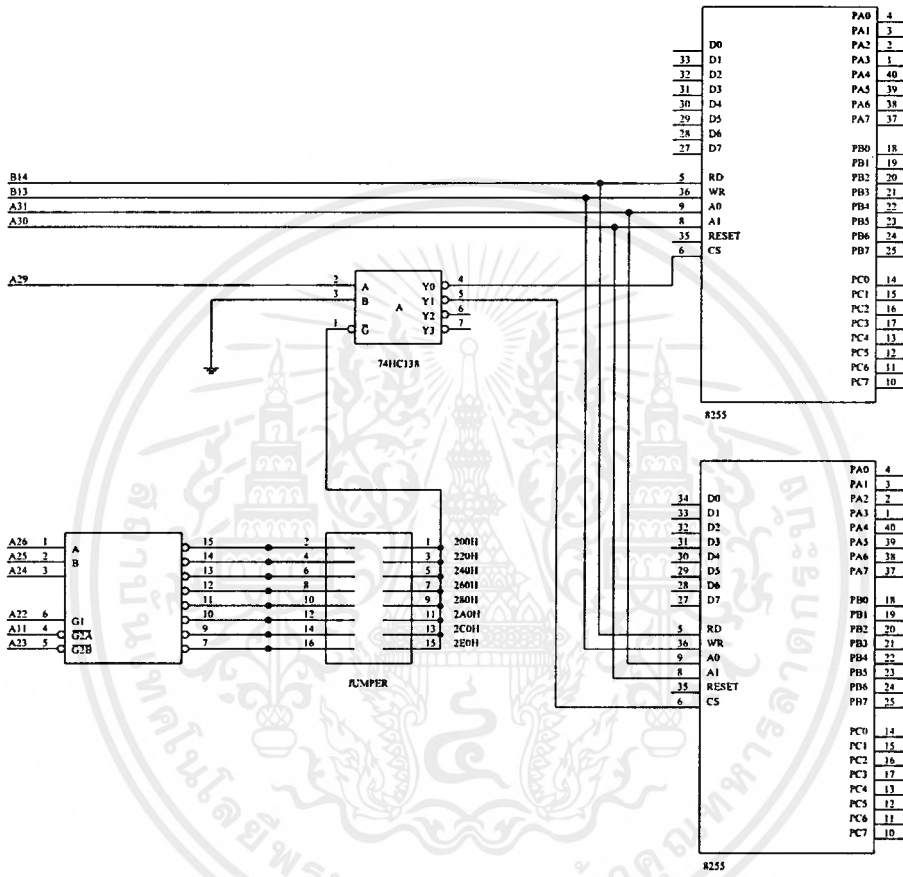 PA0 4
PA1 3
PA2 2
D0 PA3 1
33 D1 PA4 40
32 D2 PA5 39
31 D3 PA6 38
30 D4 PA7 37
29 D5
28 D6
27 D7 PB0 18
PB1 19
B14 5 RD PB2 20
B13 36 WR PB3 21
A31 9 A0 PB4 22
A30 8 A1 PB5 23
35 RESET PB6 24
6 CS PB7 25
A29 2 A Y0 4 PC0 14
3 B Y1 5 PC1 15
A Y2 6 PC2 16
1 G Y3 7 PC3 17
PC4 13
74HC138 PC5 12
PC6 11
PC7 10
8255
PA0 4
PA1 3
34 D0 PA2 2
33 D1 PA3 1
32 D2 PA4 40
31 D3 PA5 39
30 D4 PA6 38
29 D5 PA7 37
28 D6
27 D7 PB0 18
PB1 19
5 RD PB2 20
36 WR PB3 21
9 A0 PB4 22
8 A1 PB5 23
35 RESET PB6 24
6 CS PB7 25
PC0 14
PC1 15
PC2 16
PC3 17
PC4 13
PC5 12
PC6 11
PC7 10
8255
A26 1 A 15 2 1 200H
A25 2 B 14 4 3 220H
A24 3 13 6 5 240H
12 8 7 260H
11 10 9 280H
A22 6 G1 10 12 11 2A0H
A11 4 G2A 9 14 13 2C0H
A23 5 G2B 7 16 15 2E0H
JUMPER